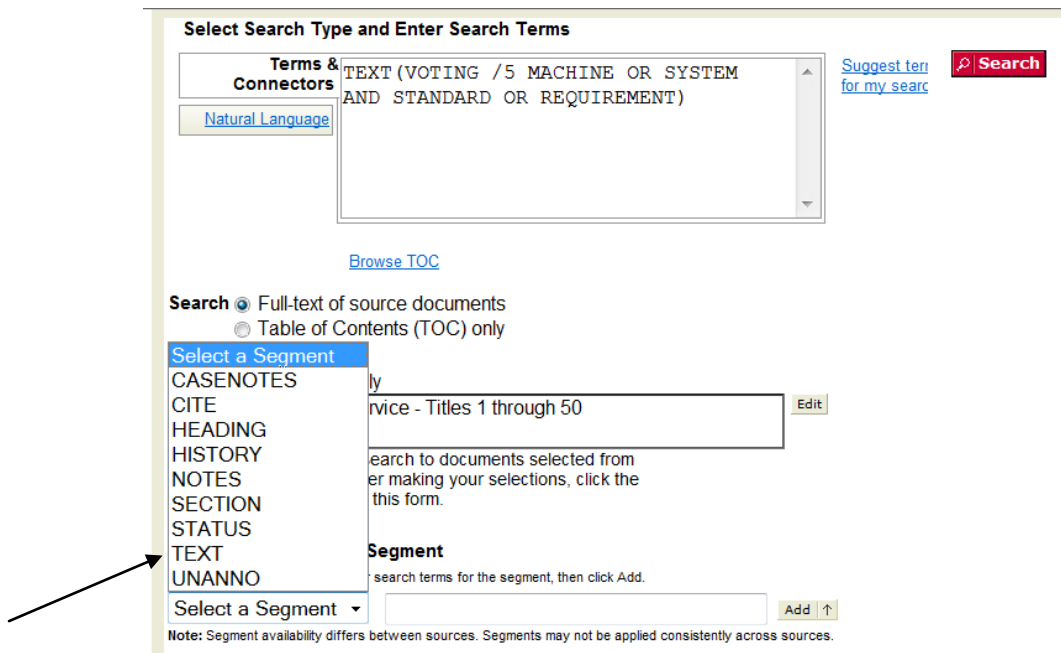 Select Search Type and Enter Search Terms
Terms &
Connectors
TEXT(VOTING /5 MACHINE OR SYSTEM
AND STANDARD OR REQUIREMENT)
Suggest ter
for my searc
Search
Natural Language
Browse TOC
Search Full-text of source documents
Table of Contents (TOC) only
Select a Segment
CASENOTES
ly
CITE
rvice - Titles 1 through 50
Edit
HEADING
HISTORY
earch to documents selected from
NOTES
er making your selections, click the
SECTION
this form.
STATUS
TEXT
Segment
UNANNO
search terms for the segment, then click Add.
Select a Segment
Add ↑
Note: Segment availability differs between sources. Segments may not be applied consistently across sources.